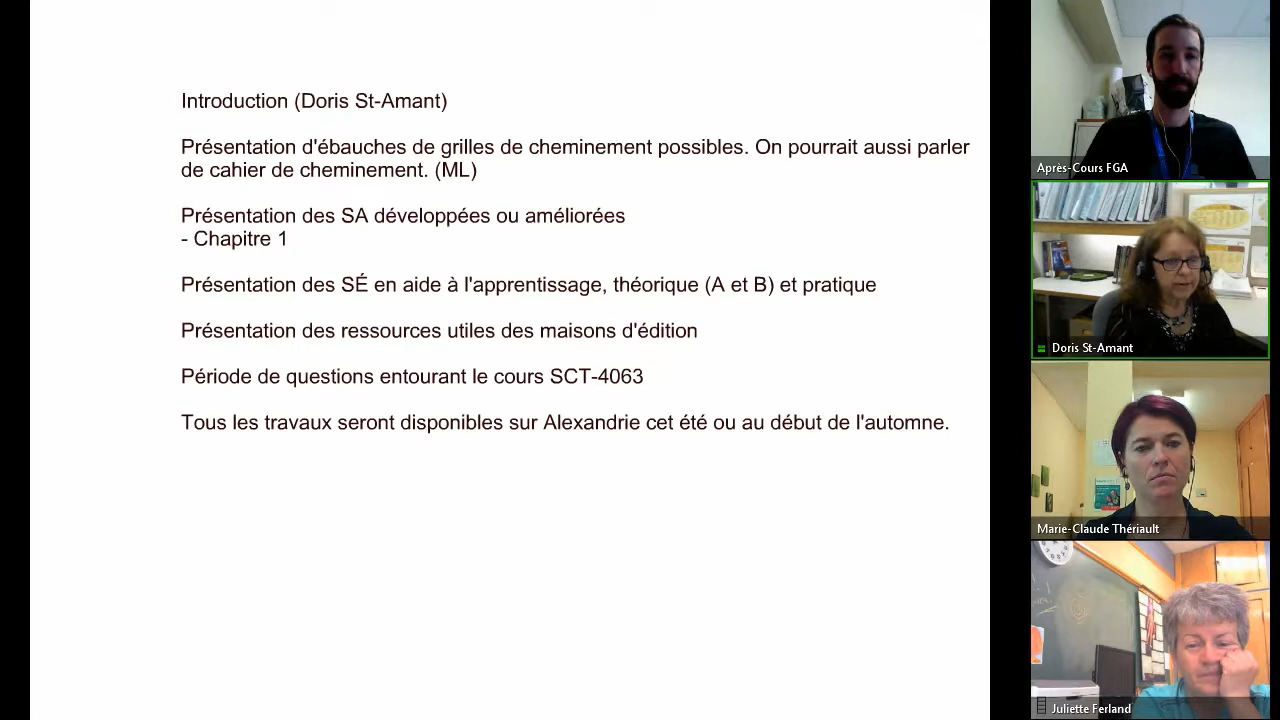 Introduction (Doris St-Amant)
Présentation d'ébauches de grilles de cheminement possibles. On pourrait aussi parler
de cahier de cheminement. (ML)
Présentation des SA développées ou améliorées
- Chapitre 1
Présentation des SÉ en aide à l'apprentissage, théorique (A et B) et pratique
Présentation des ressources utiles des maisons d'édition
Période de questions entourant le cours SCT-4063
Tous les travaux seront disponibles sur Alexandrie cet été ou au début de l'automne.
Après-Cours FGA
Doris St-Amant
Marie-Claude Thériault
Juliette Ferland